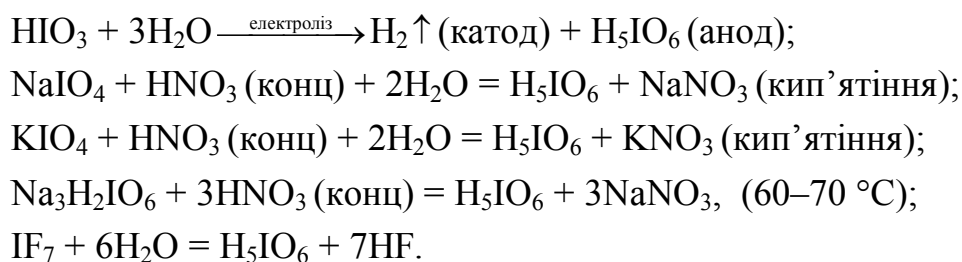 HIO₃ + 3H₂O —електроліз→ H₂↑ (катод) + H₅IO₆ (анод);
NaIO₄ + HNO₃ (конц) + 2H₂O = H₅IO₆ + NaNO₃ (кип’ятіння);
KIO₄ + HNO₃ (конц) + 2H₂O = H₅IO₆ + KNO₃ (кип’ятіння);
Na₃H₂IO₆ + 3HNO₃ (конц) = H₅IO₆ + 3NaNO₃, (60–70 °C);
IF₇ + 6H₂O = H₅IO₆ + 7HF.